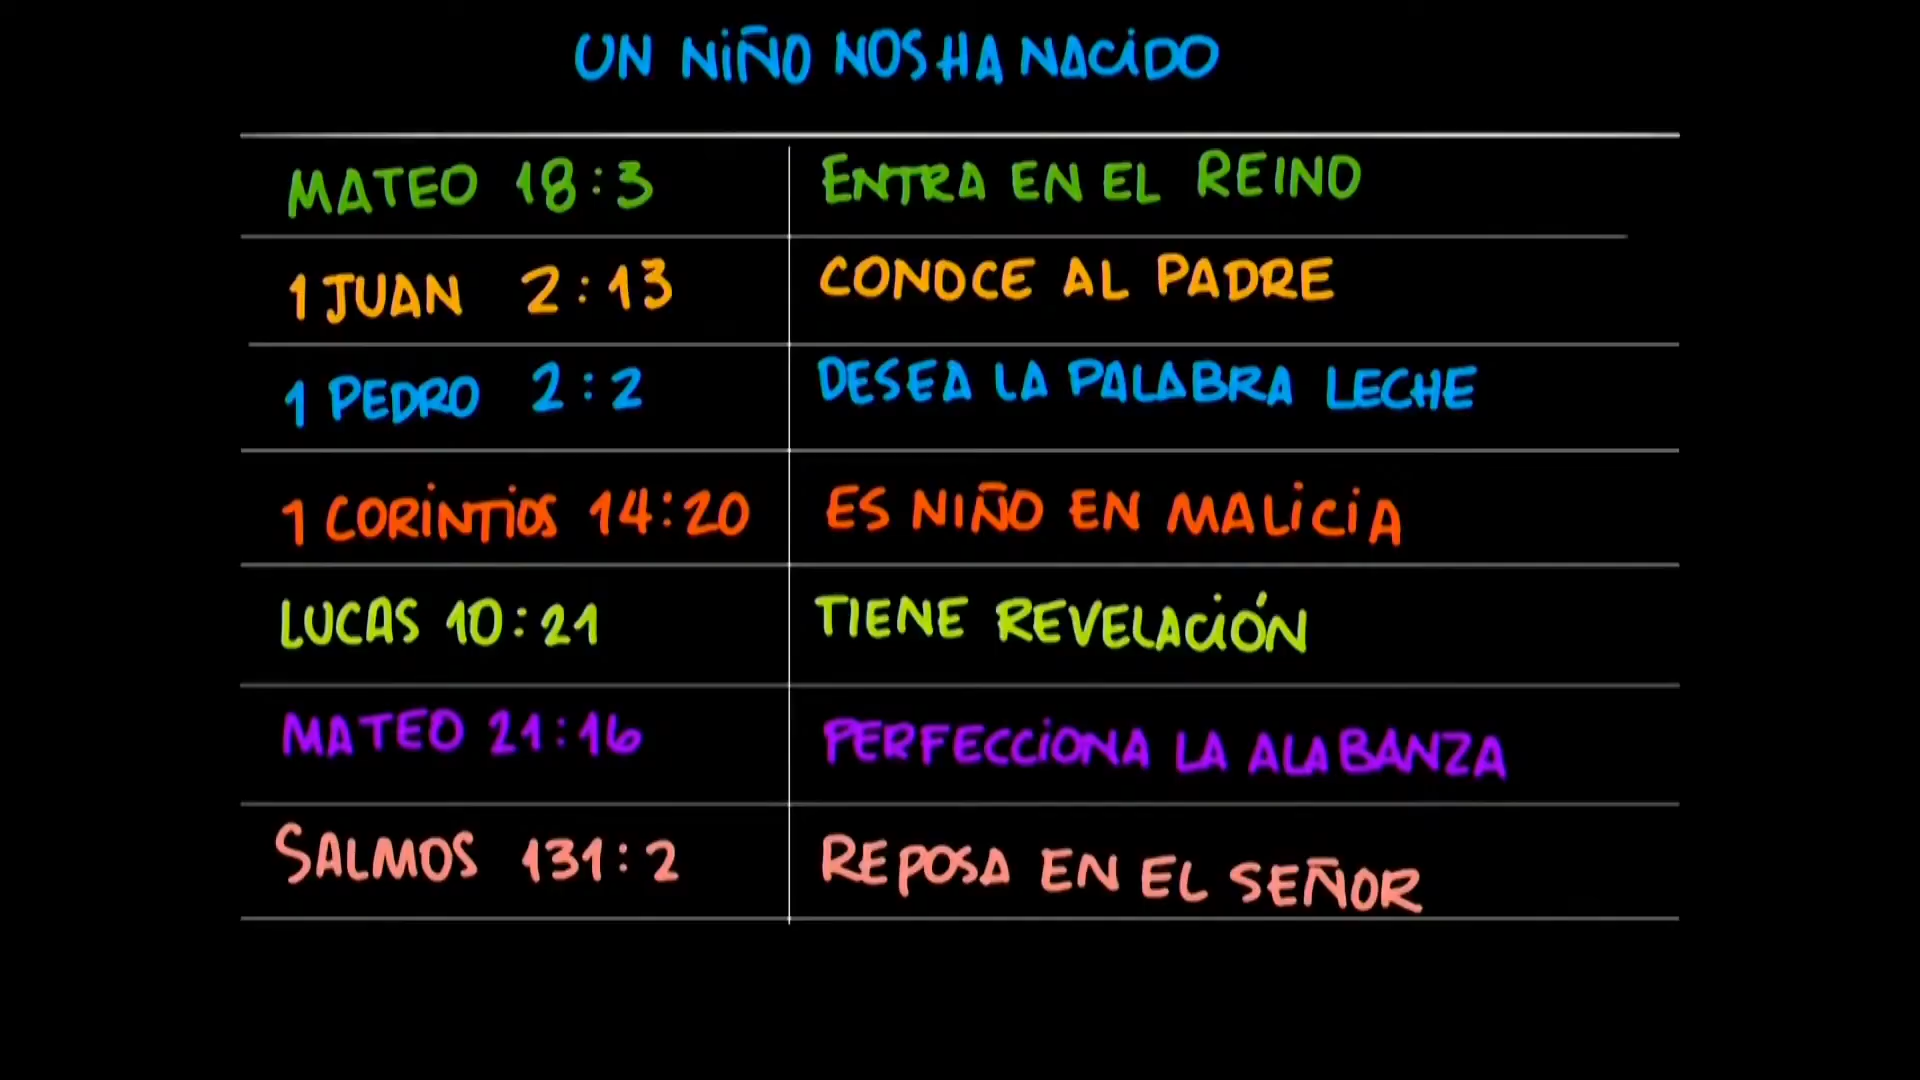 UN NIÑO NOS HA NACIDO
MATEO 18:3 ENTRA EN EL REINO
1 JUAN 2:13 CONOCE AL PADRE
1 PEDRO 2:2 DESEA LA PALABRA LECHE
1 CORINTIOS 14:20 ES NIÑO EN MALICIA
LUCAS 10:21 TIENE REVELACIÓN
MATEO 21:16 PERFECCIONA LA ALABANZA
SALMOS 131:2 REPOSA EN EL SEÑOR